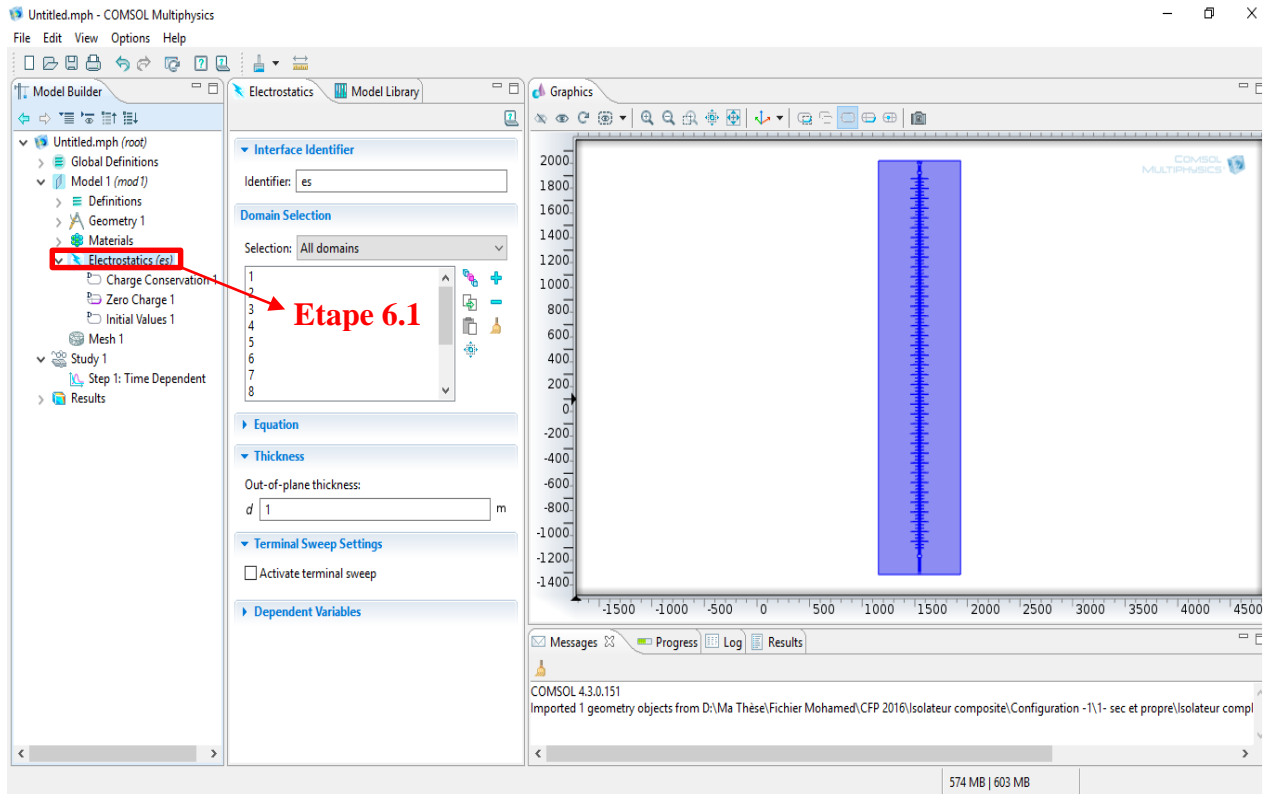 Untitled.mph - COMSOL Multiphysics
File Edit View Options Help
Model Builder
Untitled.mph (root)
Global Definitions
Model 1 (mod1)
Definitions
Geometry 1
Materials
Electrostatics (es)
Charge Conservation 1
Zero Charge 1
Initial Values 1
Mesh 1
Study 1
Step 1: Time Dependent
Results
Electrostatics Model Library
Interface Identifier
Identifier: es
Domain Selection
Selection: All domains
1
2
3
4
5
6
7
8
Etape 6.1
Equation
Thickness
Out-of-plane thickness:
d 1 m
Terminal Sweep Settings
Activate terminal sweep
Dependent Variables
Graphics
COMSOL
MULTIPHYSICS
2000
1800
1600
1400
1200
1000
800
600
400
200
0
-200
-400
-600
-800
-1000
-1200
-1400
-1500 -1000 -500 0 500 1000 1500 2000 2500 3000 3500 4000 4500
Messages Progress Log Results
COMSOL 4.3.0.151
Imported 1 geometry objects from D:\Ma Thèse\Fichier Mohamed\CFP 2016\Isolateur composite\Configuration -1\1- sec et propre\Isolateur compl
574 MB | 603 MB